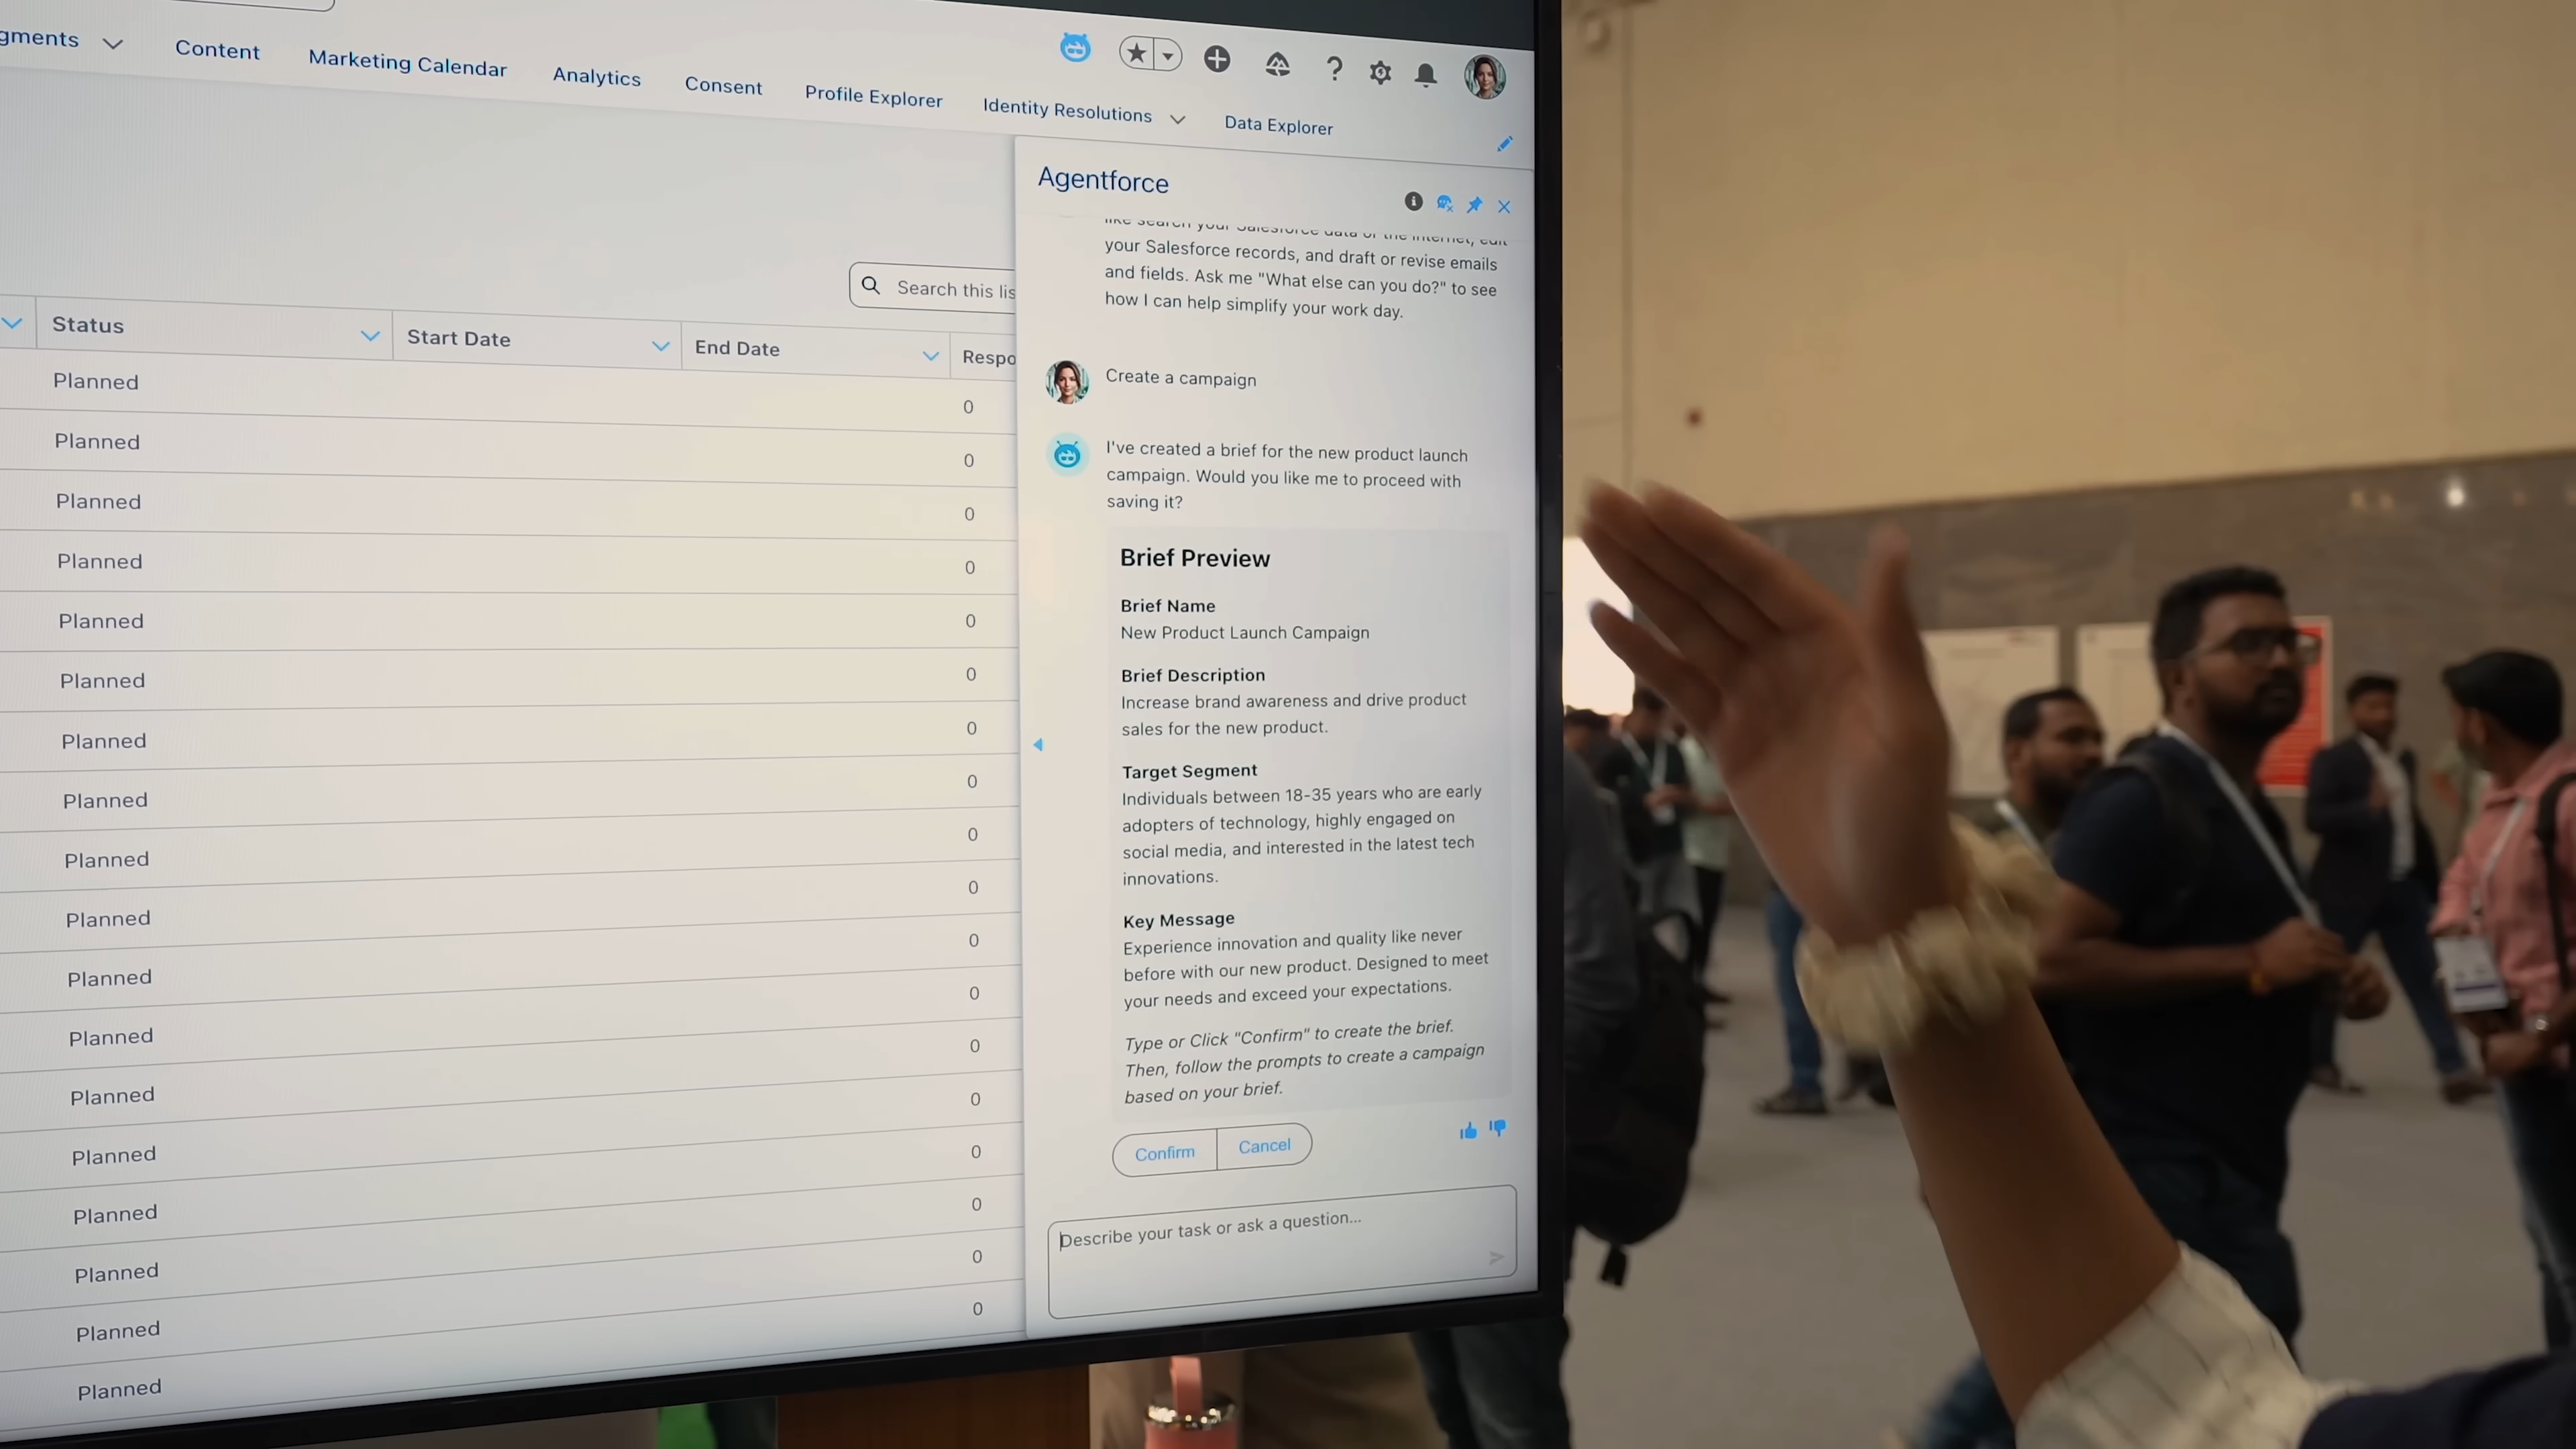 Content
Marketing Calendar
Analytics
Consent
Profile Explorer
Identity Resolutions
Data Explorer
Search this
Status
Start Date
End Date
Planned
0
Planned
0
Planned
0
Planned
0
Planned
0
Planned
0
Planned
0
Planned
0
Planned
0
Planned
0
Planned
0
Planned
0
Planned
0
Planned
0
Planned
0
Planned
0
Planned
0
Planned
0
Agentforce
like search your Salesforce data or the internet, edit
your Salesforce records, and draft or revise emails
and fields. Ask me "What else can you do?" to see
how I can help simplify your work day.
Create a campaign
I've created a brief for the new product launch
campaign. Would you like me to proceed with
saving it?
Brief Preview
Brief Name
New Product Launch Campaign
Brief Description
Increase brand awareness and drive product
sales for the new product.
Target Segment
Individuals between 18-35 years who are early
adopters of technology, highly engaged on
social media, and interested in the latest tech
innovations.
Key Message
Experience innovation and quality like never
before with our new product. Designed to meet
your needs and exceed your expectations.
Type or Click "Confirm" to create the brief.
Then, follow the prompts to create a campaign
based on your brief.
Confirm
Cancel
Describe your task or ask a question...